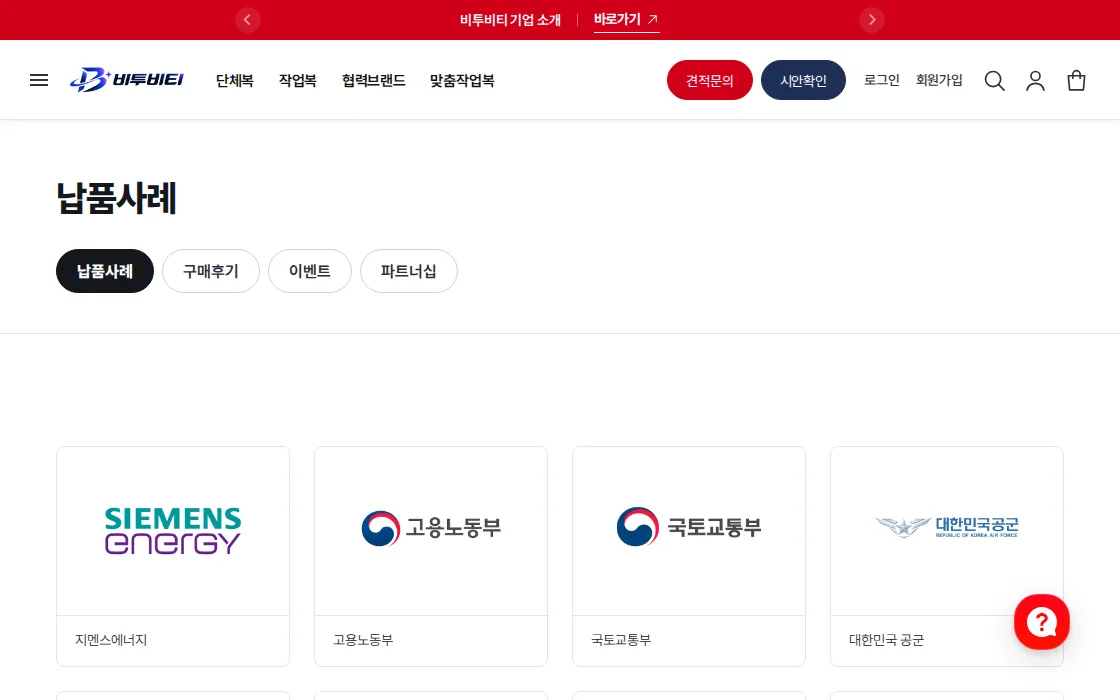 비투비티 기업 소개 바로가기
비투비티 단체복 작업복 협력브랜드 맞춤작업복 견적문의 시안확인 로그인 회원가입
납품사례
납품사례 구매후기 이벤트 파트너십
SIEMENS
energy
고용노동부
국토교통부
대한민국공군
REPUBLIC OF KOREA AIR FORCE
지멘스에너지 고용노동부 국토교통부 대한민국 공군